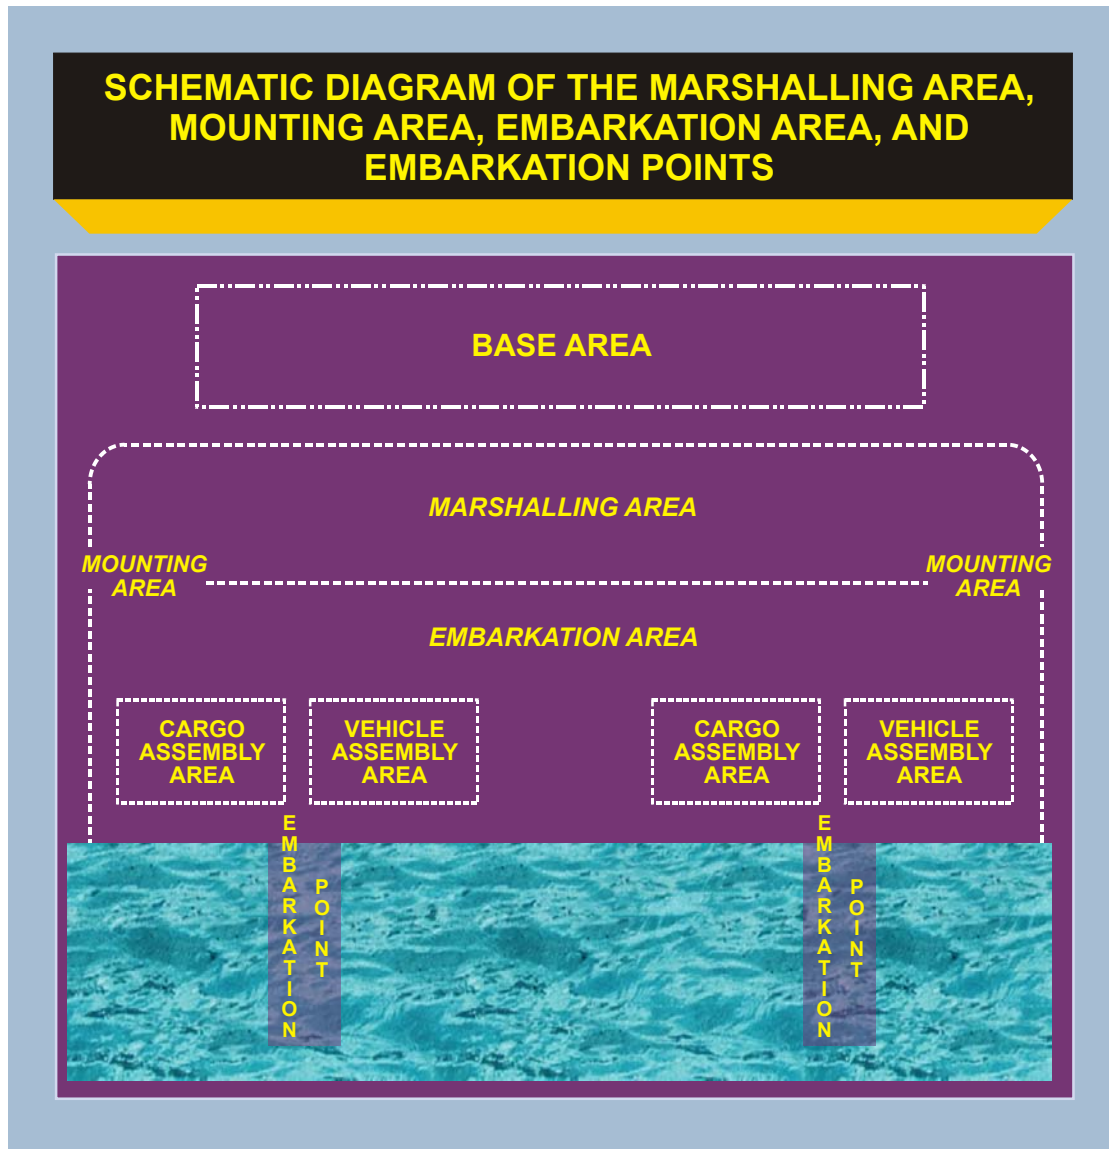 SCHEMATIC DIAGRAM OF THE MARSHALLING AREA,
MOUNTING AREA, EMBARKATION AREA, AND
EMBARKATION POINTS
BASE AREA
MARSHALLING AREA
MOUNTING
AREA
MOUNTING
AREA
EMBARKATION AREA
CARGO
ASSEMBLY
AREA
VEHICLE
ASSEMBLY
AREA
CARGO
ASSEMBLY
AREA
VEHICLE
ASSEMBLY
AREA
EMBARKATION
POINT
EMBARKATION
POINT